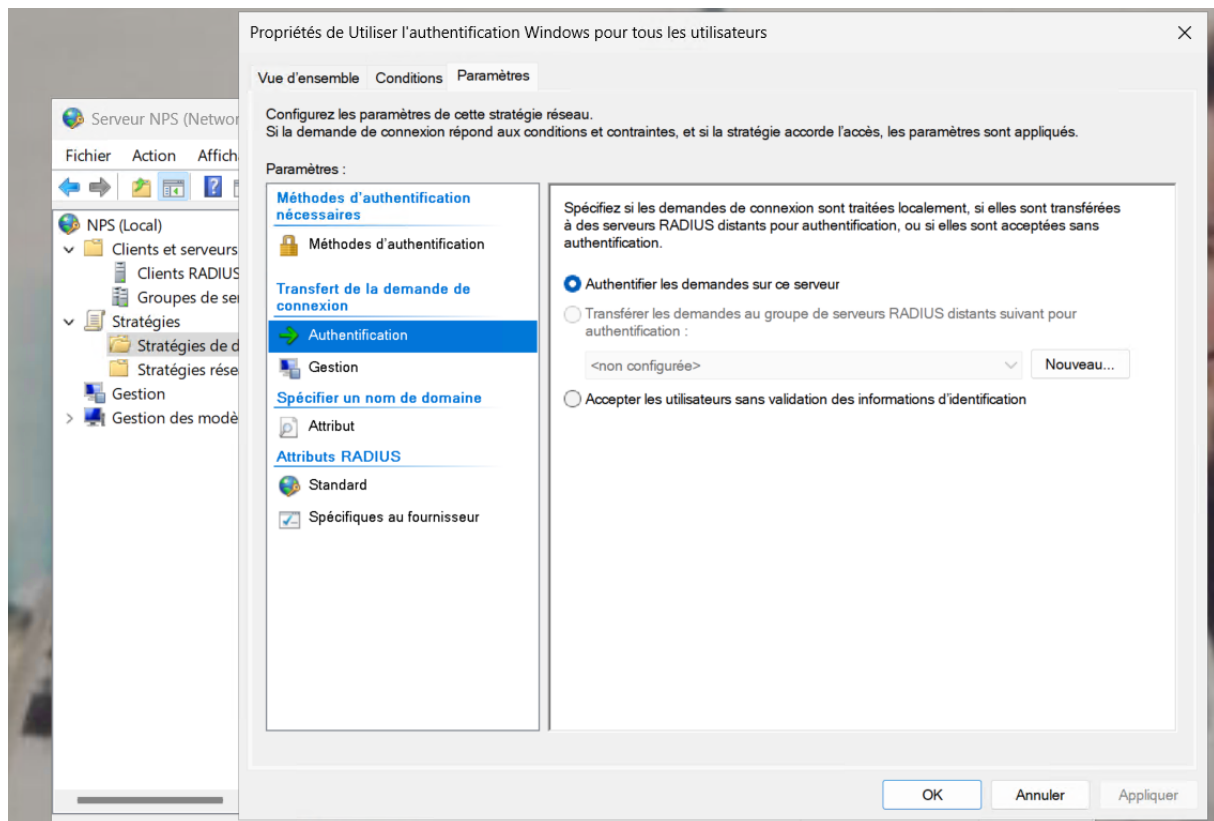 Propriétés de Utiliser l'authentification Windows pour tous les utilisateurs
Vue d'ensemble Conditions Paramètres
Serveur NPS (Networ
Fichier Action Affich
NPS (Local)
Clients et serveurs
Clients RADIUS
Groupes de ser
Stratégies
Stratégies de d
Stratégies rése
Gestion
Gestion des modè
Configurez les paramètres de cette stratégie réseau.
Si la demande de connexion répond aux conditions et contraintes, et si la stratégie accorde l'accès, les paramètres sont appliqués.
Paramètres :
Méthodes d'authentification
nécessaires
Méthodes d'authentification
Transfert de la demande de
connexion
Authentification
Gestion
Spécifier un nom de domaine
Attribut
Attributs RADIUS
Standard
Spécifiques au fournisseur
Spécifiez si les demandes de connexion sont traitées localement, si elles sont transférées
à des serveurs RADIUS distants pour authentification, ou si elles sont acceptées sans
authentification.
Authentifier les demandes sur ce serveur
Transférer les demandes au groupe de serveurs RADIUS distants suivant pour
authentification :
<non configurée> Nouveau...
Accepter les utilisateurs sans validation des informations d'identification
OK Annuler Appliquer